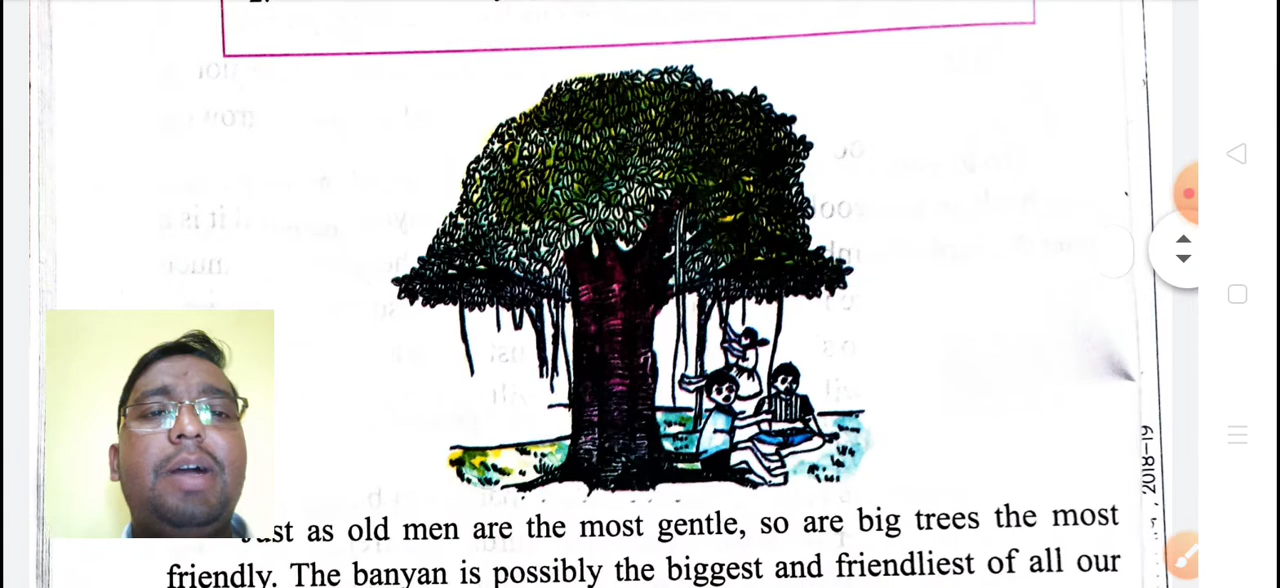 as old men are the most gentle, so are big trees the most
friendly. The banyan is possibly the biggest and friendliest of all our
2018-19